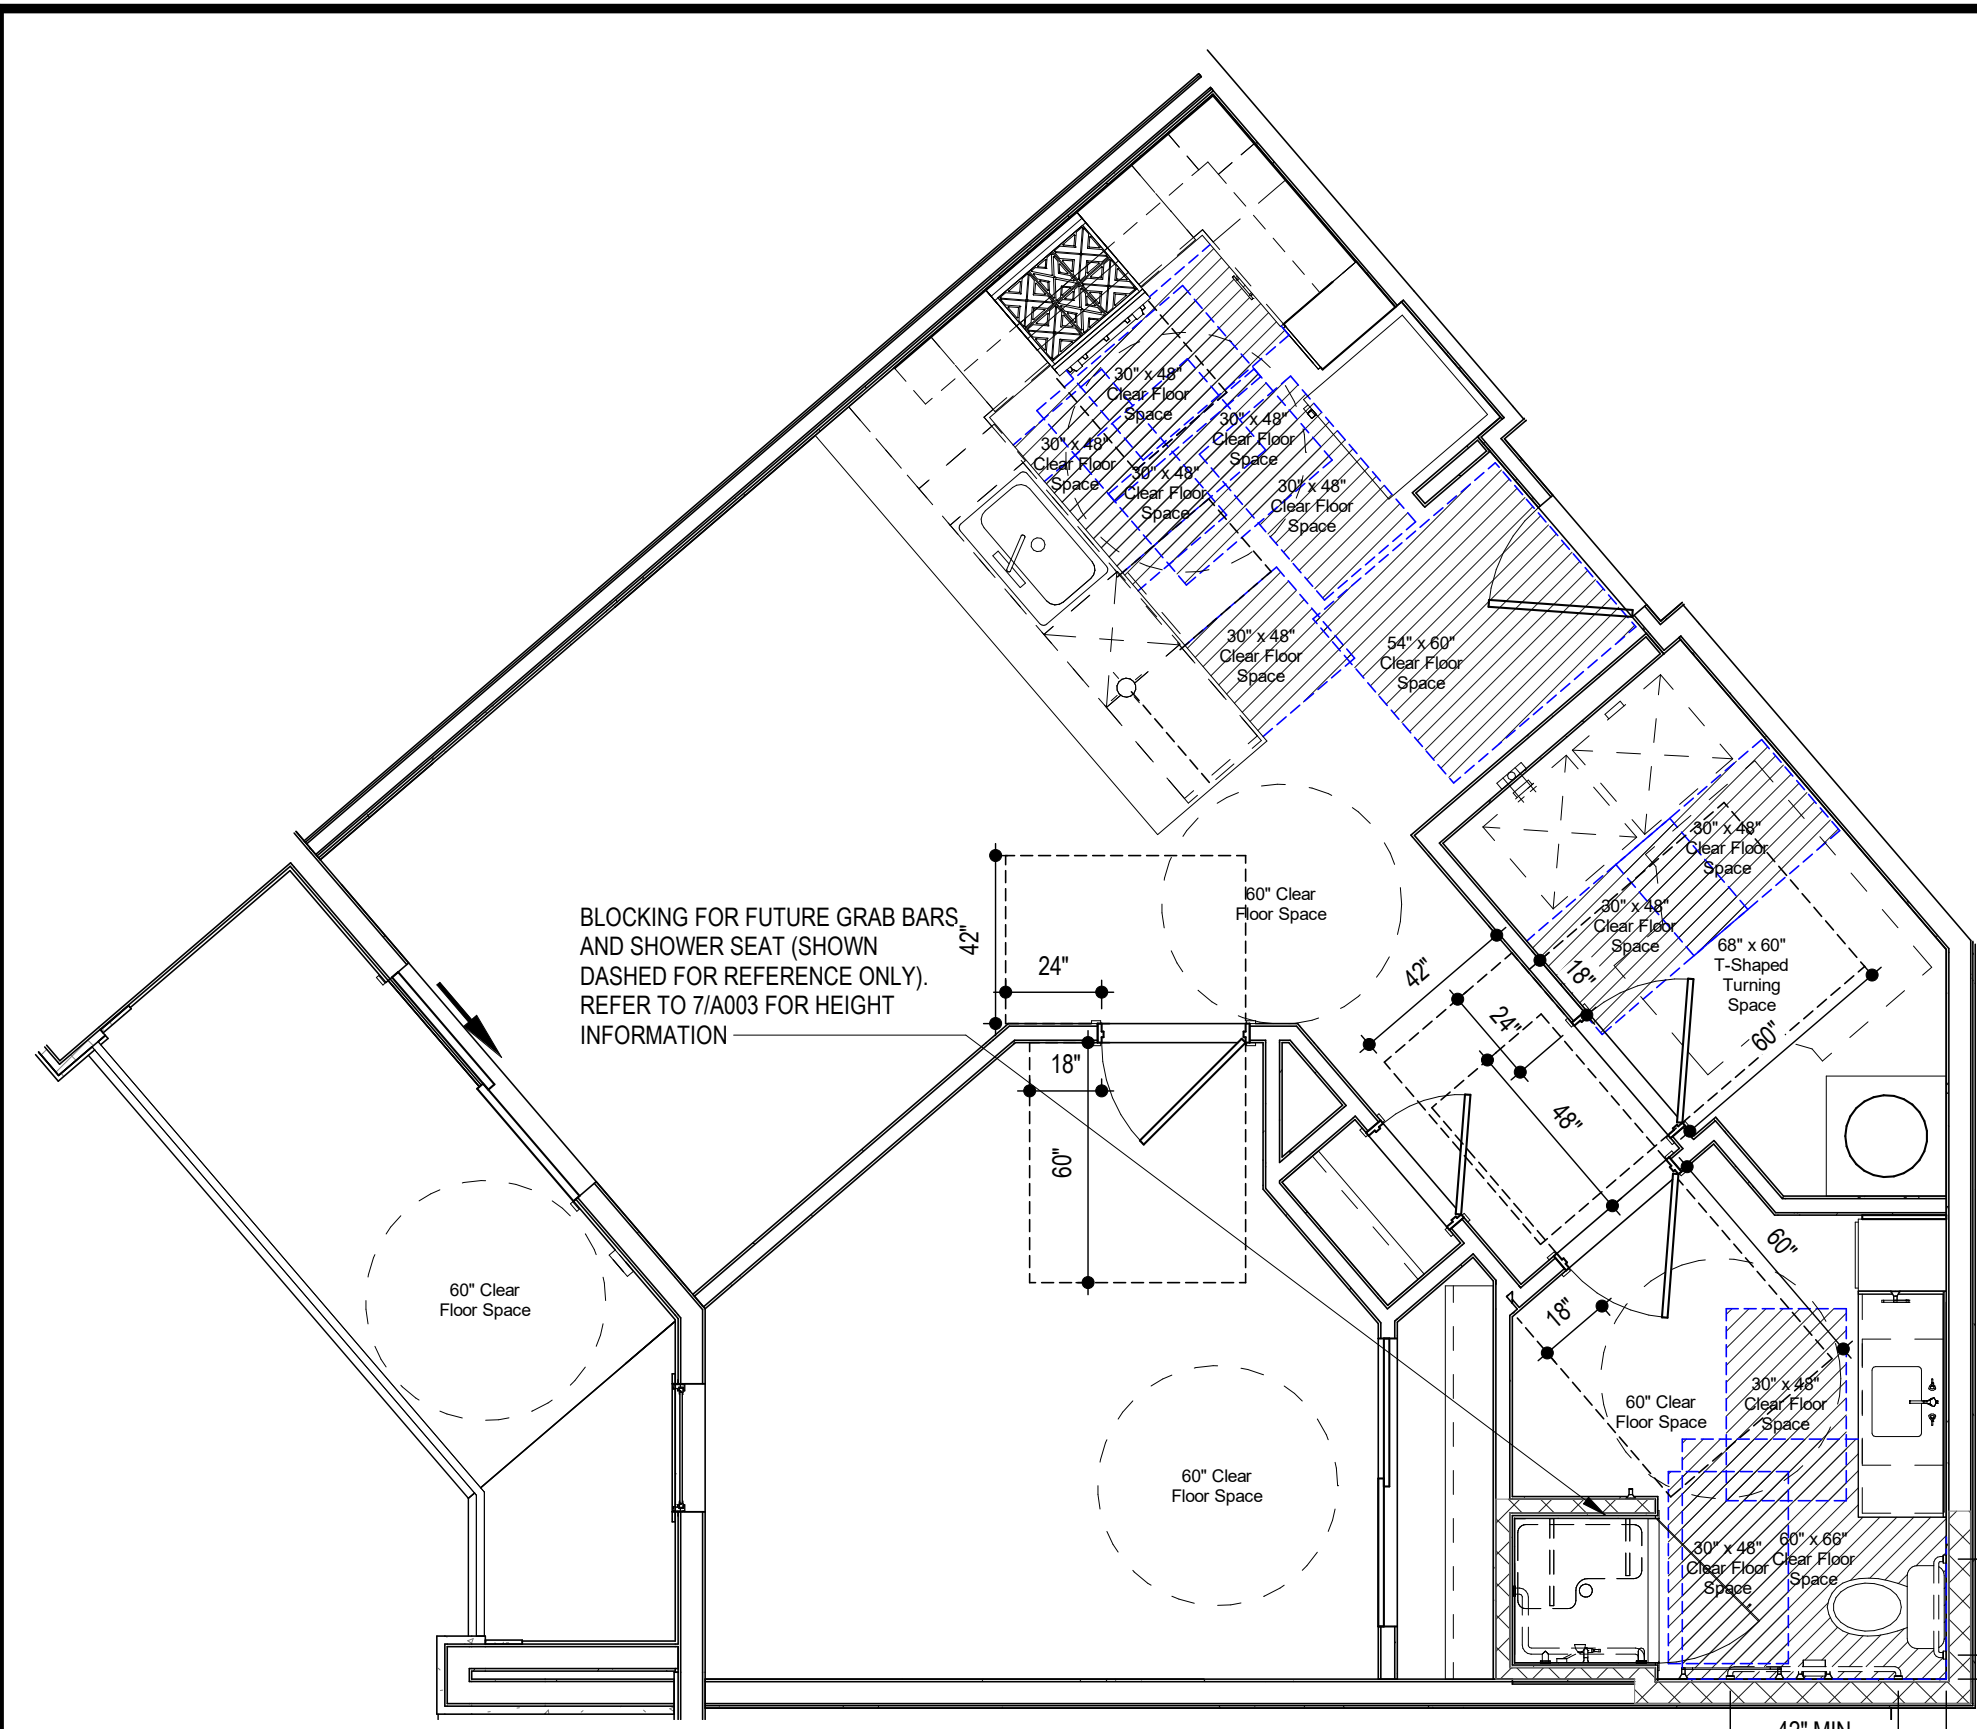 30" x 48"
Clear Floor
Space
30" x 48"
Clear Floor
Space
30" x 48"
Clear Floor
Space
30" x 48"
Clear Floor
Space
30" x 48"
Clear Floor
Space
30" x 48"
Clear Floor
Space
54" x 60"
Clear Floor
Space
30" x 48"
Clear Floor
Space
30" x 48"
Clear Floor
Space
68" x 60"
T-Shaped
Turning
Space
60" Clear
Floor Space
BLOCKING FOR FUTURE GRAB BARS
AND SHOWER SEAT (SHOWN
DASHED FOR REFERENCE ONLY).
REFER TO 7/A003 FOR HEIGHT
INFORMATION
42"
24"
18"
60"
42"
24"
18"
48"
60"
60"
18"
60" Clear
Floor Space
60" Clear
Floor Space
60" Clear
Floor Space
30" x 48"
Clear Floor
Space
30" x 48"
Clear Floor
Space
60" x 66"
Clear Floor
Space
42" MIN